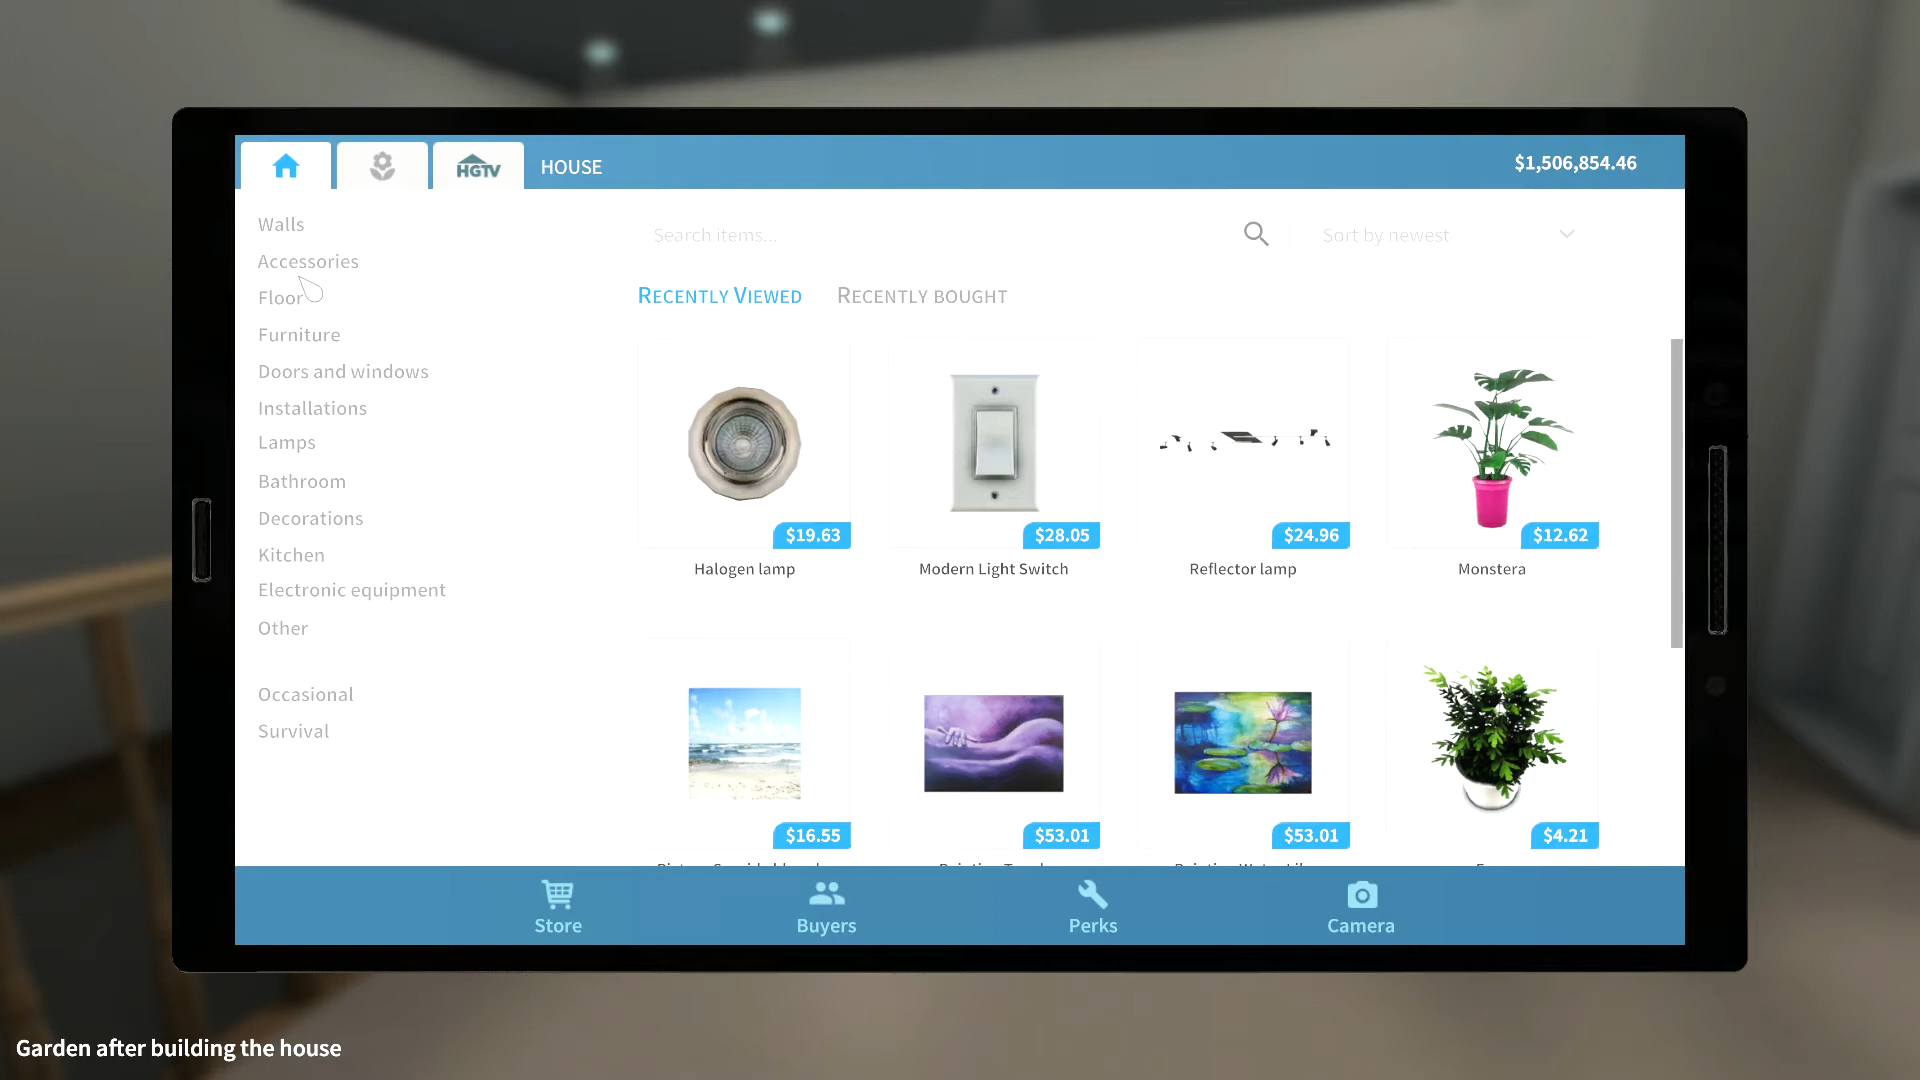 HGTV
HOUSE
$1,506,854.46
Walls
Accessories
Floor
Furniture
Doors and windows
Installations
Lamps
Bathroom
Decorations
Kitchen
Electronic equipment
Other
Occasional
Survival
Search items...
Sort by newest
RECENTLY VIEWED
RECENTLY BOUGHT
$19.63
$28.05
$24.96
$12.62
Halogen lamp
Modern Light Switch
Reflector lamp
Monstera
$16.55
$53.01
$53.01
$4.21
Store
Buyers
Perks
Camera
Garden after building the house